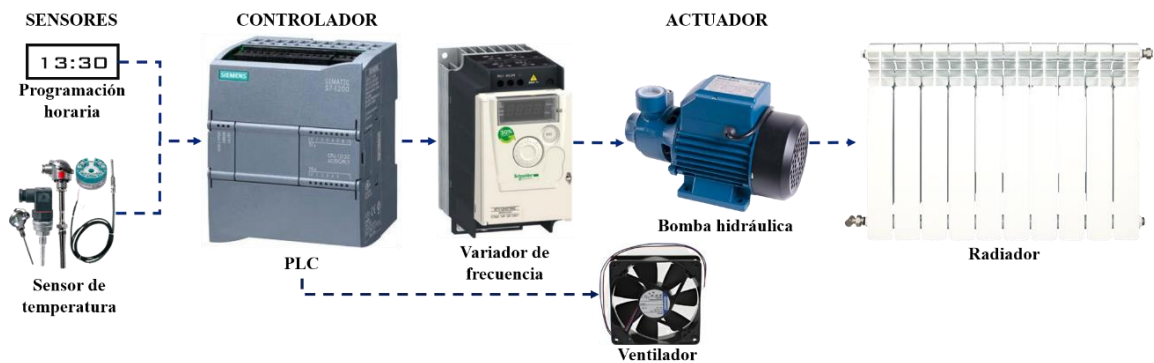 SENSORES
CONTROLADOR
ACTUADOR
13:30
Programación
horaria
SIEMENS
SIMATIC
S7-1200
Schneider
Sensor de
temperatura
PLC
Variador de
frecuencia
Bomba hidráulica
Radiador
Ventilador